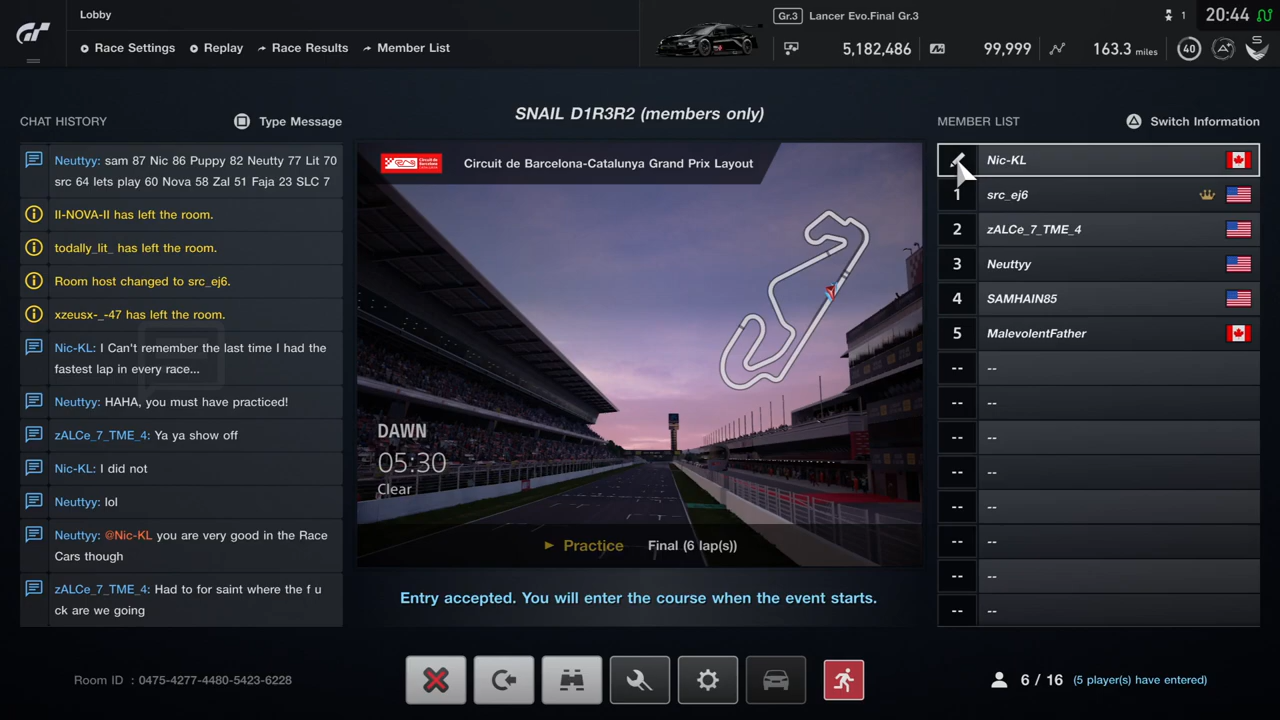 Lobby
Gr.3 Lancer Evo.Final Gr.3
1 20:44
Race Settings Replay Race Results Member List
5,182,486 99,999 163.3 miles 40 S
SNAIL D1R3R2 (members only)
CHAT HISTORY Type Message
Neuttyy: sam 87 Nic 86 Puppy 82 Neutty 77 Lit 70
src 64 lets play 60 Nova 58 Zal 51 Faja 23 SLC 7
II-NOVA-II has left the room.
todally_lit_ has left the room.
Room host changed to src_ej6.
xzeusx-_-47 has left the room.
Nic-KL: I Can't remember the last time I had the
fastest lap in every race...
Neuttyy: HAHA, you must have practiced!
zALCe_7_TME_4: Ya ya show off
Nic-KL: I did not
Neuttyy: lol
Neuttyy: @Nic-KL you are very good in the Race
Cars though
zALCe_7_TME_4: Had to for saint where the f u
ck are we going
Circuit de Barcelona-Catalunya Grand Prix Layout
DAWN
05:30
Clear
Practice Final (6 lap(s))
Entry accepted. You will enter the course when the event starts.
MEMBER LIST Switch Information
Nic-KL
1 src_ej6
2 zALCe_7_TME_4
3 Neuttyy
4 SAMHAIN85
5 MalevolentFather
-- --
-- --
-- --
-- --
-- --
-- --
-- --
-- --
Room ID : 0475-4277-4480-5423-6228
6 / 16 (5 player(s) have entered)